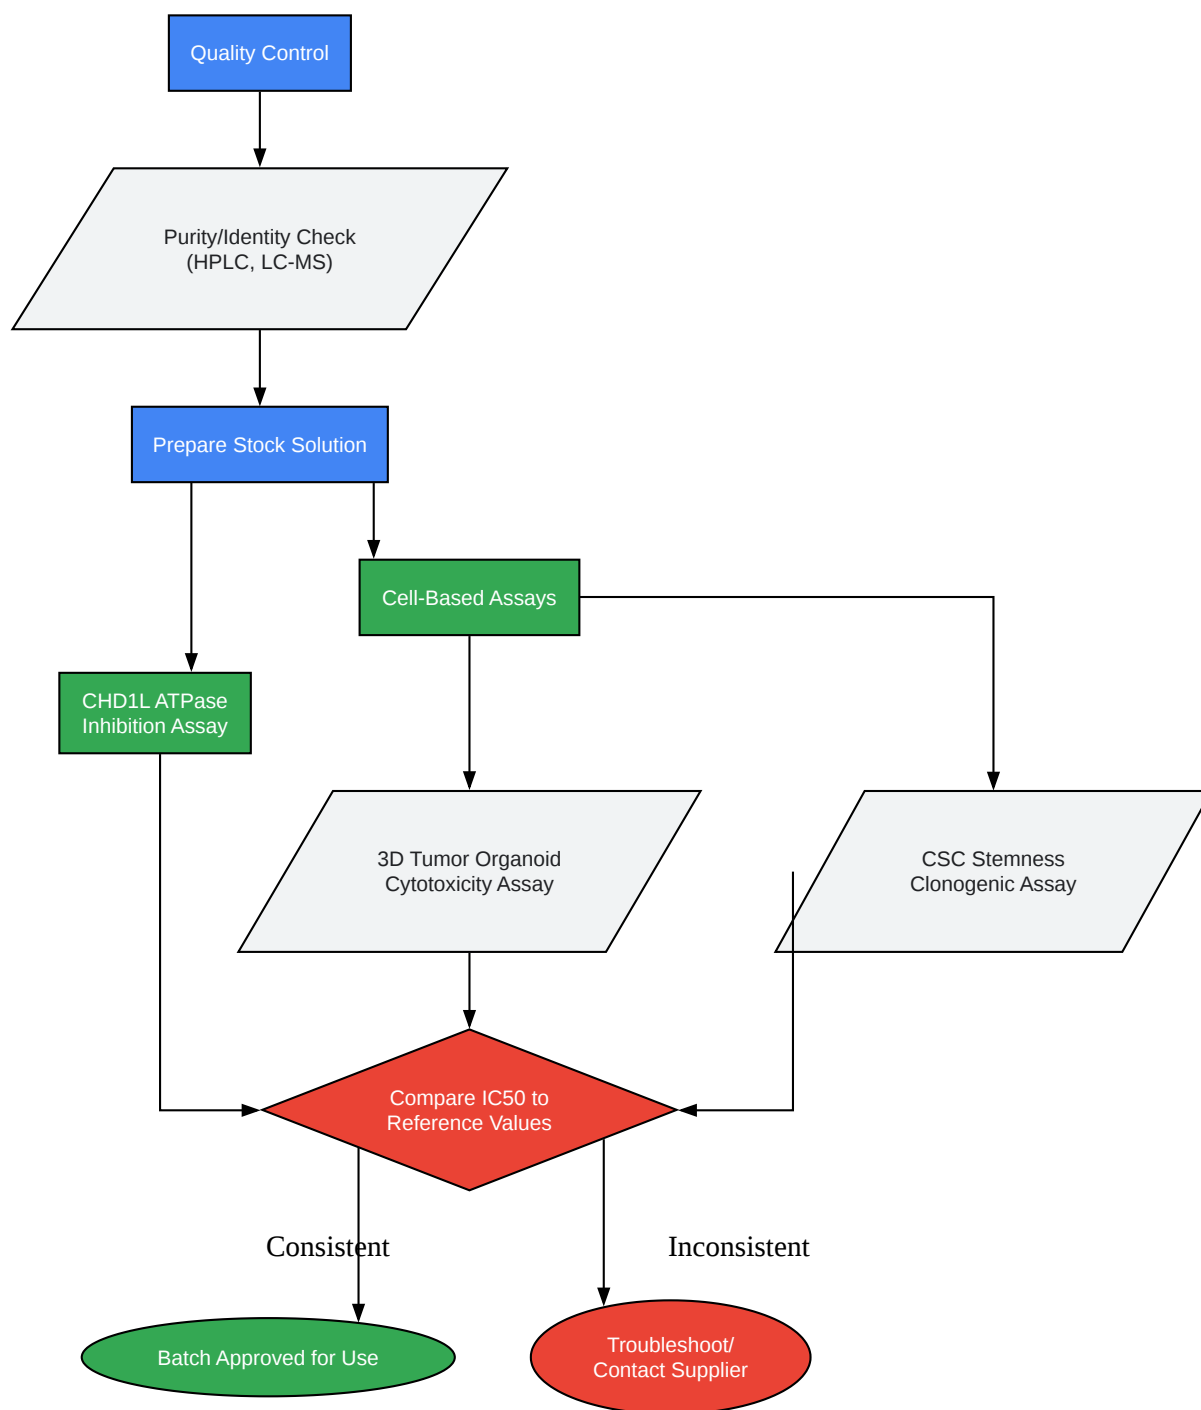 Quality Control
Purity/Identity Check
(HPLC, LC-MS)
Prepare Stock Solution
Cell-Based Assays
CHD1L ATPase
Inhibition Assay
3D Tumor Organoid
Cytotoxicity Assay
CSC Stemness
Clonogenic Assay
Compare IC50 to
Reference Values
Consistent
Inconsistent
Batch Approved for Use
Troubleshoot/
Contact Supplier